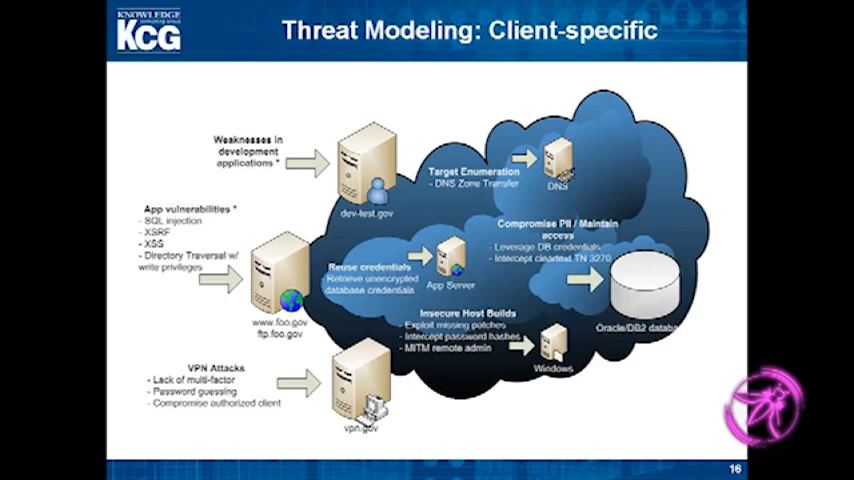 KNOWLEDGE
KCG
Threat Modeling: Client-specific
Weaknesses in
development
applications *
dev-test.gov
Target Enumeration
- DNS Zone Transfer
DNS
App vulnerabilities *
- SQL injection
- XSRF
- XSS
- Directory Traversal w/
write privileges
www.foo.gov
ftp.foo.gov
Reuse credentials
- Retrieve unencrypted
database credentials
App Server
Compromise PII / Maintain
access
- Leverage DB credentials
- Intercept cleartext TN 3270
Oracle/DB2 databa
Insecure Host Builds
- Exploit missing patches
- Intercept password hashes
- MITM remote admin
Windows
VPN Attacks
- Lack of multi-factor
- Password guessing
- Compromise authorized client
vpn.gov
16